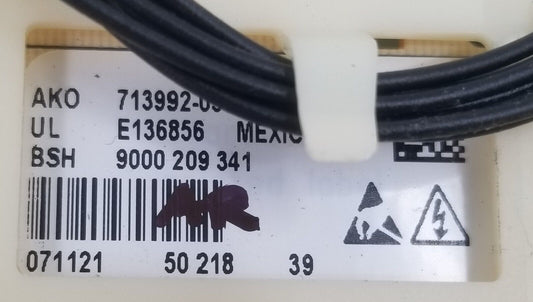 AKO 713992-0
UL E136856 MEXIC
BSH 9000 209 341
071121 50 218 39